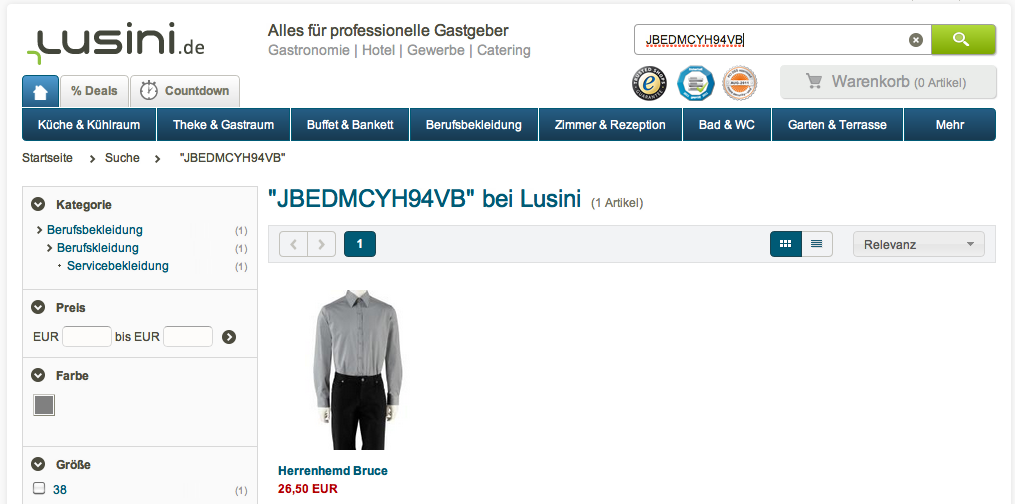 Lusini.de
Alles für professionelle Gastgeber
Gastronomie | Hotel | Gewerbe | Catering
JBEDMCYH94VB
% Deals
Countdown
Warenkorb (0 Artikel)
Küche & Kühlraum
Theke & Gastraum
Buffet & Bankett
Berufsbekleidung
Zimmer & Rezeption
Bad & WC
Garten & Terrasse
Mehr
Startseite > Suche > "JBEDMCYH94VB"
Kategorie
Berufsbekleidung (1)
Berufskleidung (1)
Servicebekleidung (1)
Preis
EUR bis EUR
Farbe
Größe
38 (1)
"JBEDMCYH94VB" bei Lusini (1 Artikel)
1
Relevanz
Herrenhemd Bruce
26,50 EUR